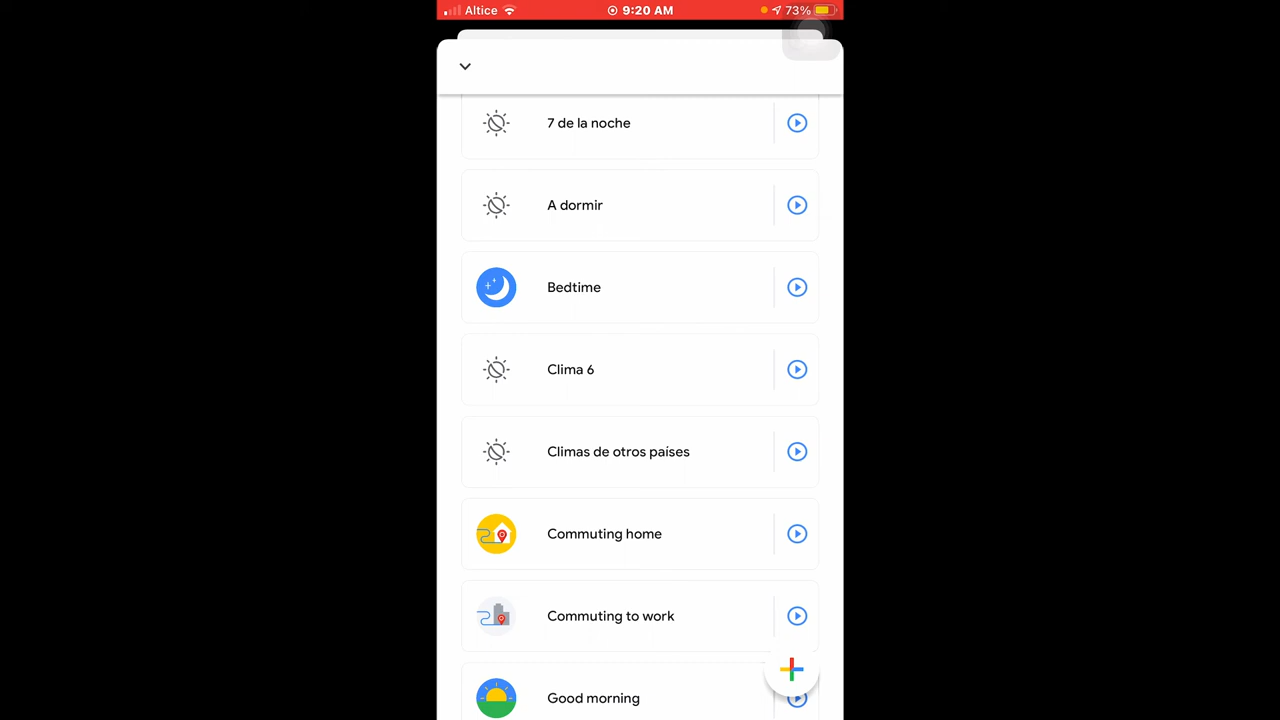 Altice 9:20 AM 73%
7 de la noche
A dormir
Bedtime
Clima 6
Climas de otros países
Commuting home
Commuting to work
Good morning